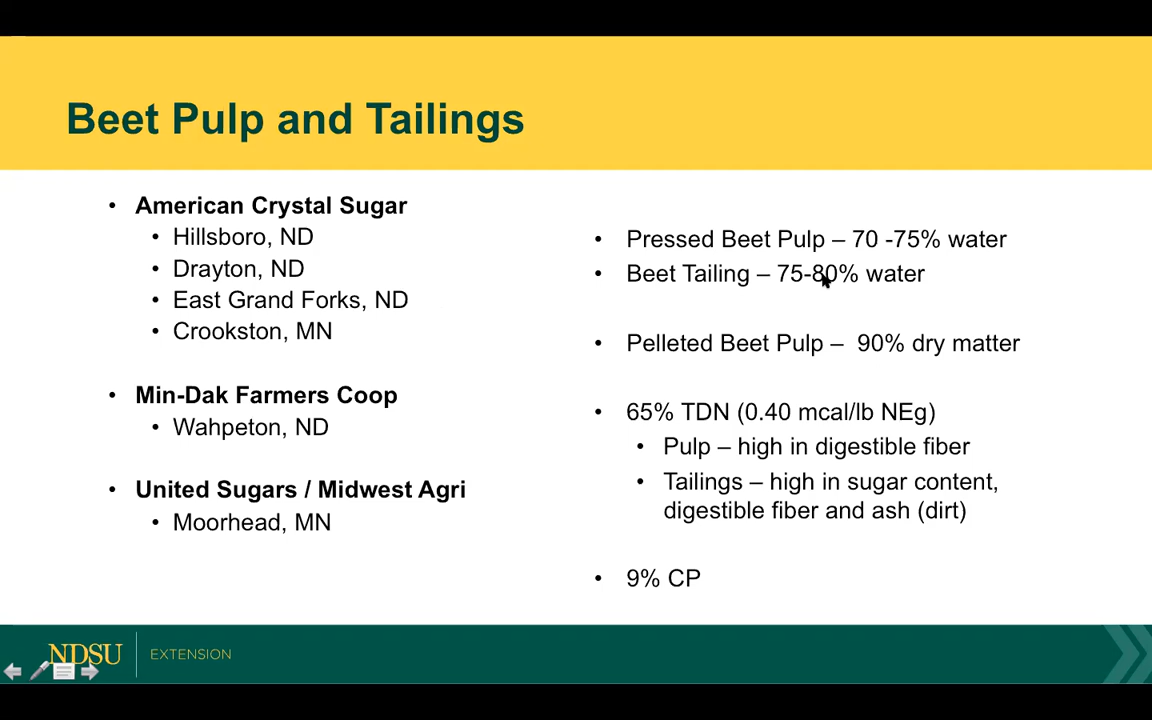 Beet Pulp and Tailings
• American Crystal Sugar
• Hillsboro, ND
• Drayton, ND
• East Grand Forks, ND
• Crookston, MN
• Min-Dak Farmers Coop
• Wahpeton, ND
• United Sugars / Midwest Agri
• Moorhead, MN
• Pressed Beet Pulp – 70 -75% water
• Beet Tailing – 75-80% water
• Pelleted Beet Pulp – 90% dry matter
• 65% TDN (0.40 mcal/lb NEg)
• Pulp – high in digestible fiber
• Tailings – high in sugar content,
digestible fiber and ash (dirt)
• 9% CP
NDSU EXTENSION